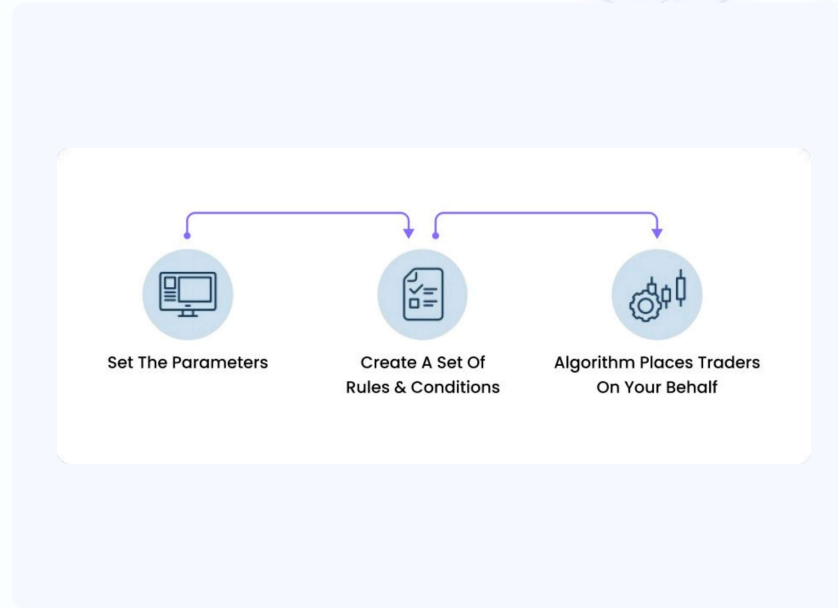 Set The Parameters
Create A Set Of
Rules & Conditions
Algorithm Places Traders
On Your Behalf